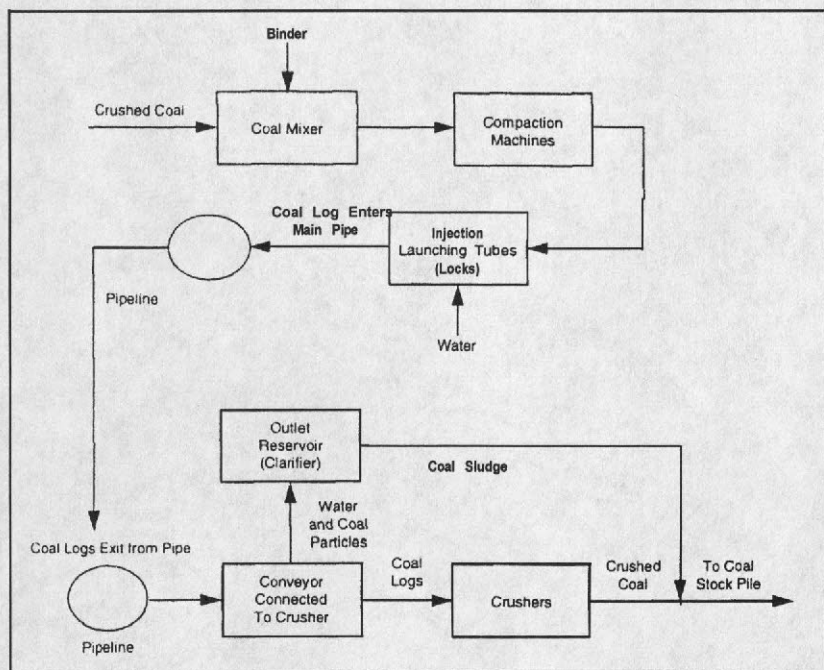 Binder
Crushed Coal
Coal Mixer
Compaction
Machines
Coal Log Enters
Main Pipe
Injection
Launching Tubes
(Locks)
Pipeline
Water
Outlet
Reservoir
(Clarifier)
Coal Sludge
Water
and Coal
Particles
Coal Logs Exit from Pipe
Conveyor
Connected
To Crusher
Coal
Logs
Crushers
Crushed
Coal
To Coal
Stock Pile
Pipeline